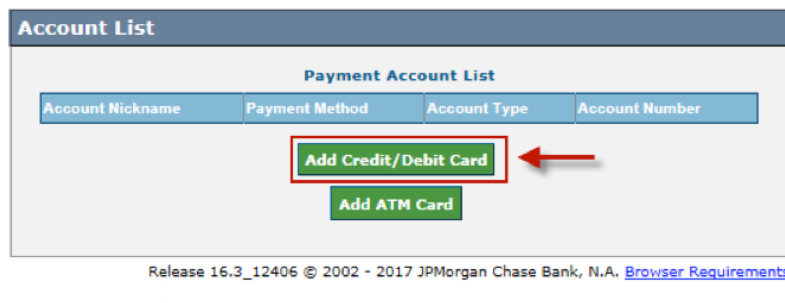 Account List
Payment Account List
Account Nickname Payment Method Account Type Account Number
Add Credit/Debit Card
Add ATM Card
Release 16.3_12406 © 2002 - 2017 JPMorgan Chase Bank, N.A. Browser Requirements